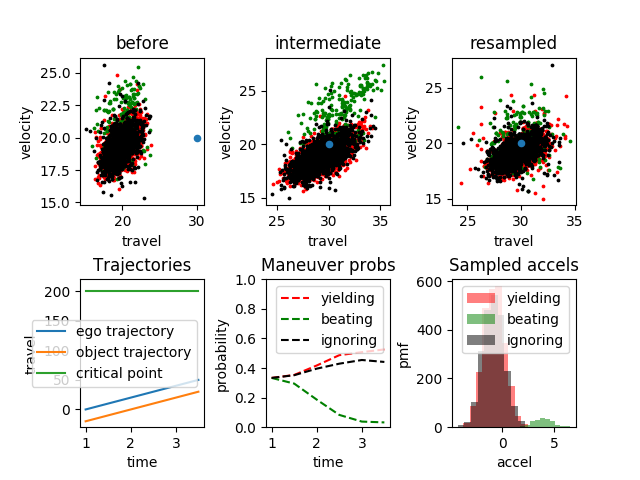 before
intermediate
resampled
velocity
25.0
22.5
20.0
17.5
15.0
20
30
travel
velocity
25
20
15
25
30
35
travel
velocity
25
20
15
25
30
35
travel
Trajectories
Maneuver probs
Sampled accels
travel
200
150
100
50
0
ego trajectory
object trajectory
critical point
1
2
3
time
probability
1.0
0.8
0.6
0.4
0.2
0.0
yielding
beating
ignoring
1
2
3
time
pmf
600
400
200
0
yielding
beating
ignoring
0
5
accel